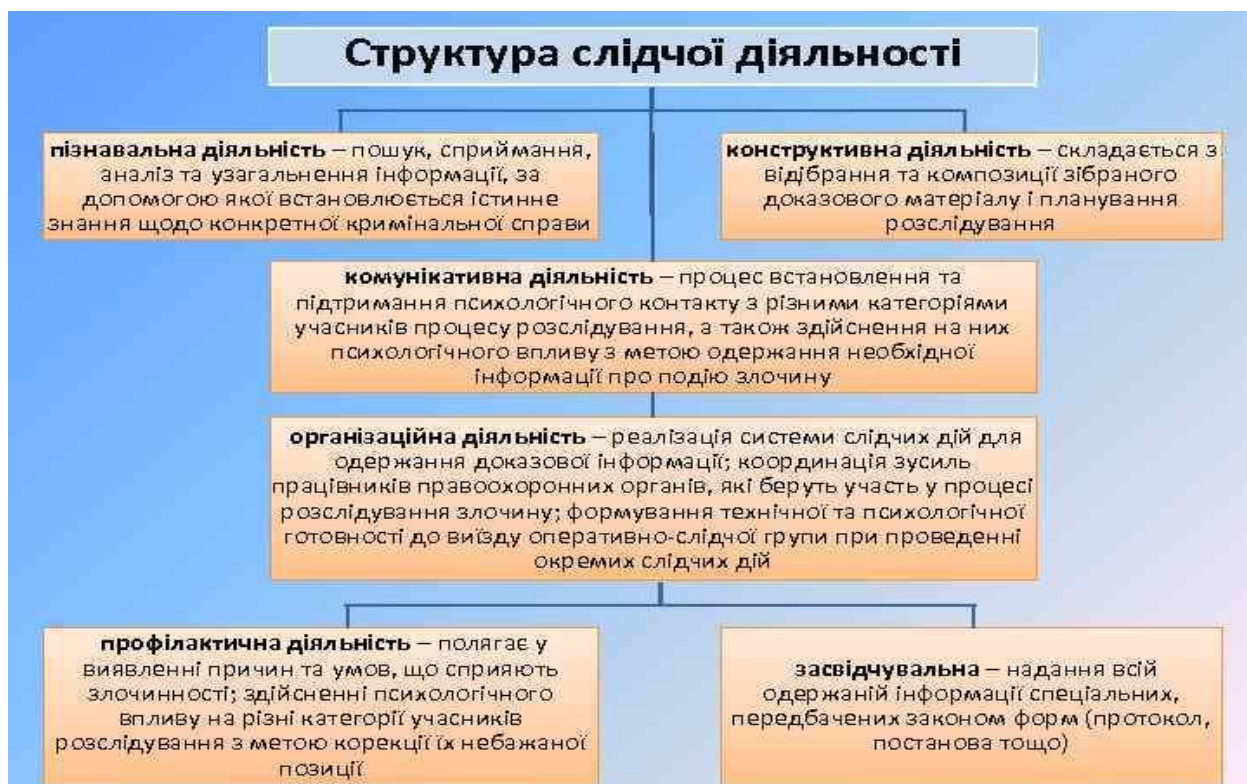 Структура слідчої діяльності
пізнавальна діяльність – пошук, сприймання,
аналіз та узагальнення інформації, за
допомогою якої встановлюється істинне
знання щодо конкретної кримінальної справи
конструктивна діяльність – складається з
відібрання та композиції зібраного
доказового матеріалу і планування
розслідування
комунікативна діяльність – процес встановлення та
підтримання психологічного контакту з різними категоріями
учасників процесу розслідування, а також здійснення на них
психологічного впливу з метою одержання необхідної
інформації про подію злочину
організаційна діяльність – реалізація системи слідчих дій для
одержання доказової інформації; координація зусиль
працівників правоохоронних органів, які беруть участь у процесі
розслідування злочину; формування технічної та психологічної
готовності до виїзду оперативно-слідчої групи при проведенні
окремих слідчих дій
профілактична діяльність – полягає у
виявленні причин та умов, що сприяють
злочинності; здійсненні психологічного
впливу на різні категорії учасників
розслідування з метою корекції їх небажаної
позиції
засвідчувальна – надання всій
одержаній інформації спеціальних,
передбачених законом форм (протокол,
постанова тощо)